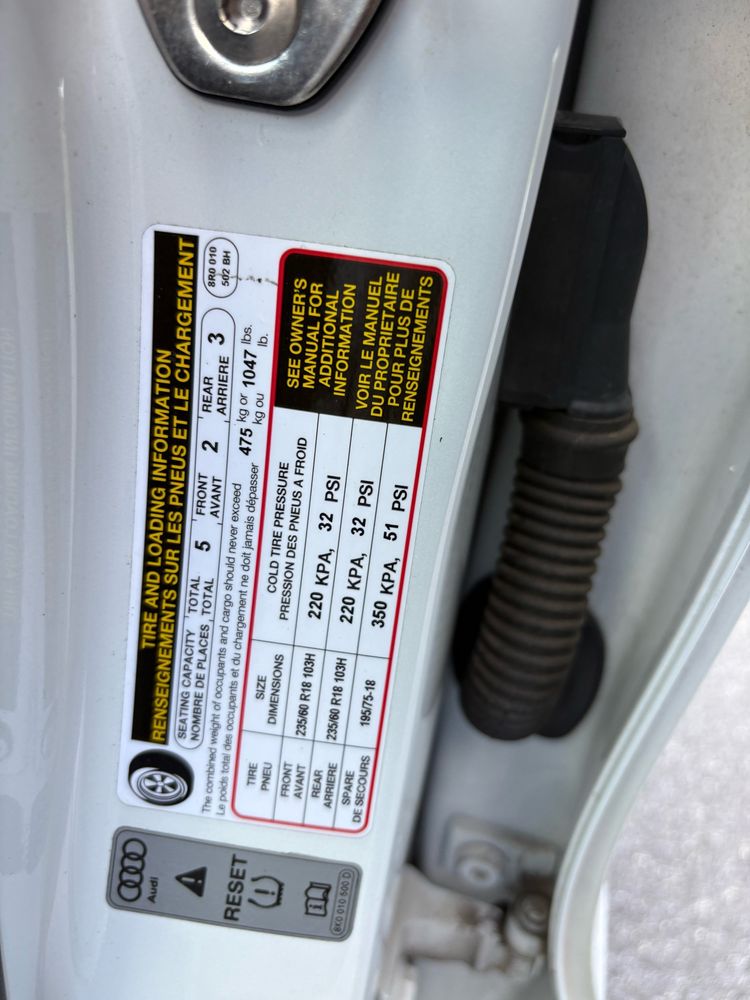 TIRE AND LOADING INFORMATION
RENSEIGNEMENTS SUR LES PNEUS ET LE CHARGEMENT
SEATING CAPACITY TOTAL 5 FRONT 2 REAR 3
NOMBRE DE PLACES TOTAL AVANT ARRIERE
8R0 010
502 BH
The combined weight of occupants and cargo should never exceed 475 kg or 1047 lbs.
Le poids total des occupants et du chargement ne doit jamais dépasser kg ou lb.
TIRE SIZE COLD TIRE PRESSURE
PNEU DIMENSIONS PRESSION DES PNEUS A FROID
FRONT
AVANT 235/60 R18 103H 220 KPA, 32 PSI
REAR
ARRIERE 235/60 R18 103H 220 KPA, 32 PSI
SPARE
DE SECOURS 195/75-18 350 KPA, 51 PSI
SEE OWNER'S
MANUAL FOR
ADDITIONAL
INFORMATION
VOIR LE MANUEL
DU PROPRIETAIRE
POUR PLUS DE
RENSEIGNEMENTS
Audi
RESET
8K0 010 500 D